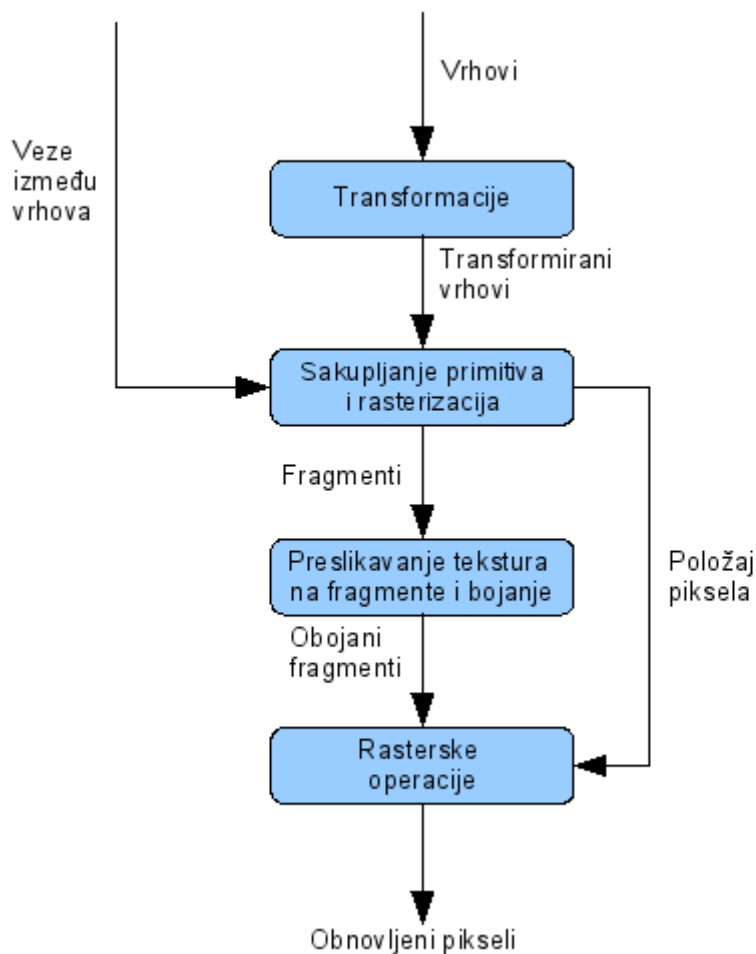 Vrhovi
Veze
između
vrhova
Transformacije
Transformirani
vrhovi
Sakupljanje primitiva
i rasterizacija
Fragmenti
Preslikavanje tekstura
na fragmente i bojanje
Položaj
piksela
Obojani
fragmenti
Rasterske
operacije
Obnovljeni pikseli